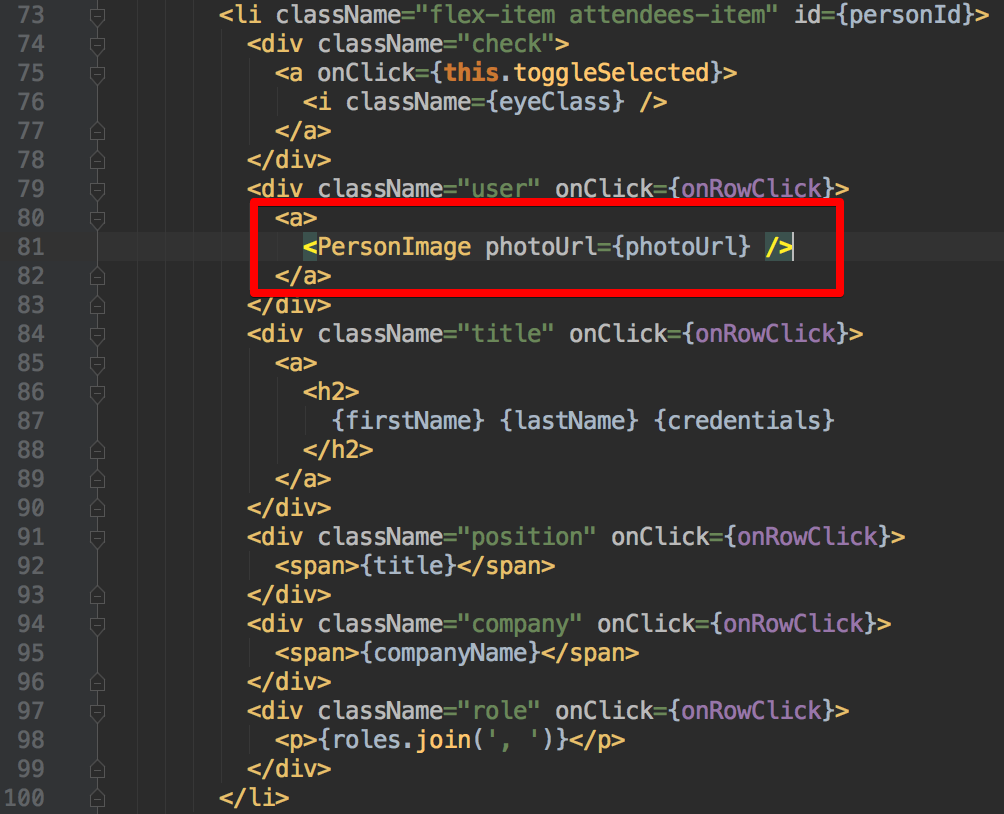 73 <li className="flex-item attendees-item" id={personId}>
74 <div className="check">
75 <a onClick={this.toggleSelected}>
76 <i className={eyeClass} />
77 </a>
78 </div>
79 <div className="user" onClick={onRowClick}>
80 <a>
81 <PersonImage photoUrl={photoUrl} />
82 </a>
83 </div>
84 <div className="title" onClick={onRowClick}>
85 <a>
86 <h2>
87 {firstName} {lastName} {credentials}
88 </h2>
89 </a>
90 </div>
91 <div className="position" onClick={onRowClick}>
92 <span>{title}</span>
93 </div>
94 <div className="company" onClick={onRowClick}>
95 <span>{companyName}</span>
96 </div>
97 <div className="role" onClick={onRowClick}>
98 <p>{roles.join(', ')}</p>
99 </div>
100 </li>